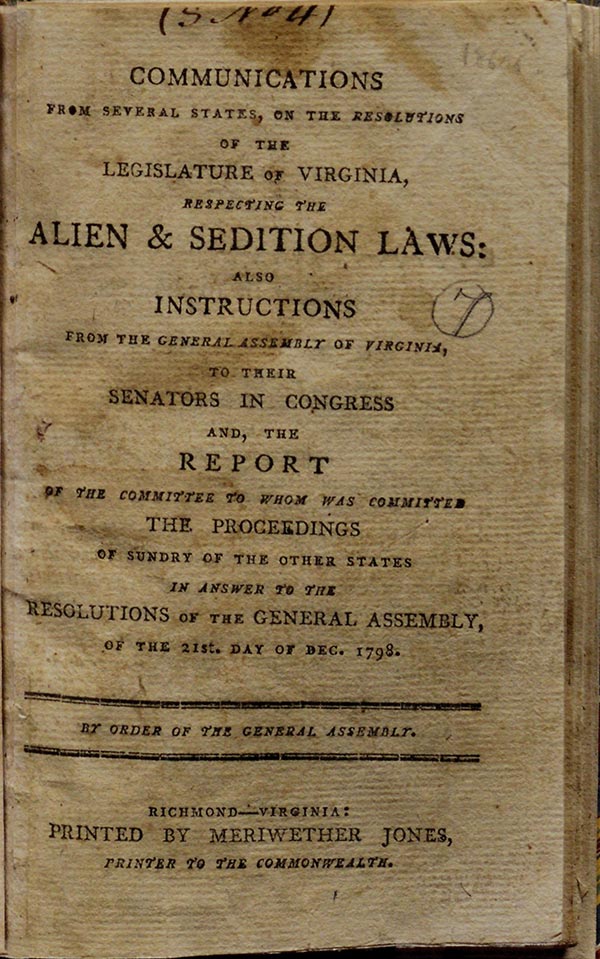 (S No 4)
COMMUNICATIONS
FROM SEVERAL STATES, ON THE RESOLUTIONS
OF THE
LEGISLATURE OF VIRGINIA,
RESPECTING THE
ALIEN & SEDITION LAWS:
ALSO
INSTRUCTIONS
7
FROM THE GENERAL ASSEMBLY OF VIRGINIA,
TO THEIR
SENATORS IN CONGRESS
AND, THE
REPORT
OF THE COMMITTEE TO WHOM WAS COMMITTED
THE PROCEEDINGS
OF SUNDRY OF THE OTHER STATES
IN ANSWER TO THE
RESOLUTIONS OF THE GENERAL ASSEMBLY,
OF THE 21st. DAY OF DEC. 1798.
BY ORDER OF THE GENERAL ASSEMBLY.
RICHMOND—VIRGINIA:
PRINTED BY MERIWETHER JONES,
PRINTER TO THE COMMONWEALTH.